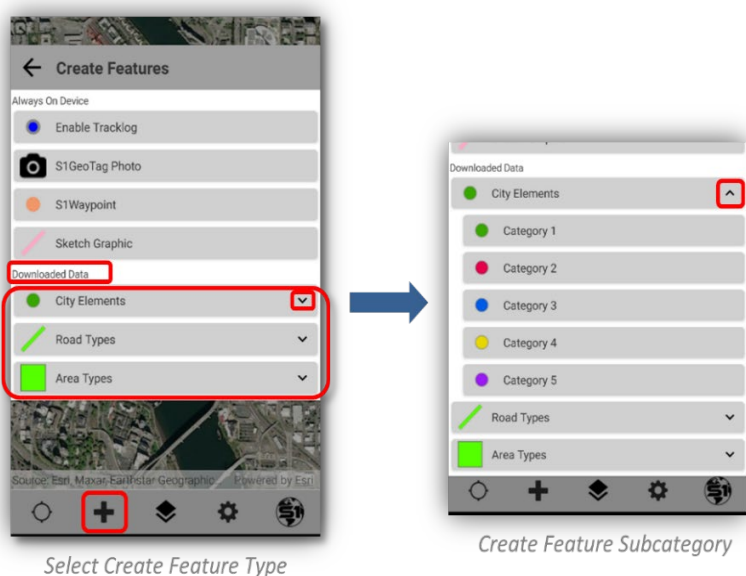 Create Features
Always On Device
Enable Tracklog
S1GeoTag Photo
S1Waypoint
Sketch Graphic
Downloaded Data
City Elements
Road Types
Area Types
Source: Esri, Maxar, Earthstar Geographic... Powered by Esri
S1
Select Create Feature Type
Downloaded Data
City Elements
Category 1
Category 2
Category 3
Category 4
Category 5
Road Types
Area Types
S1
Create Feature Subcategory